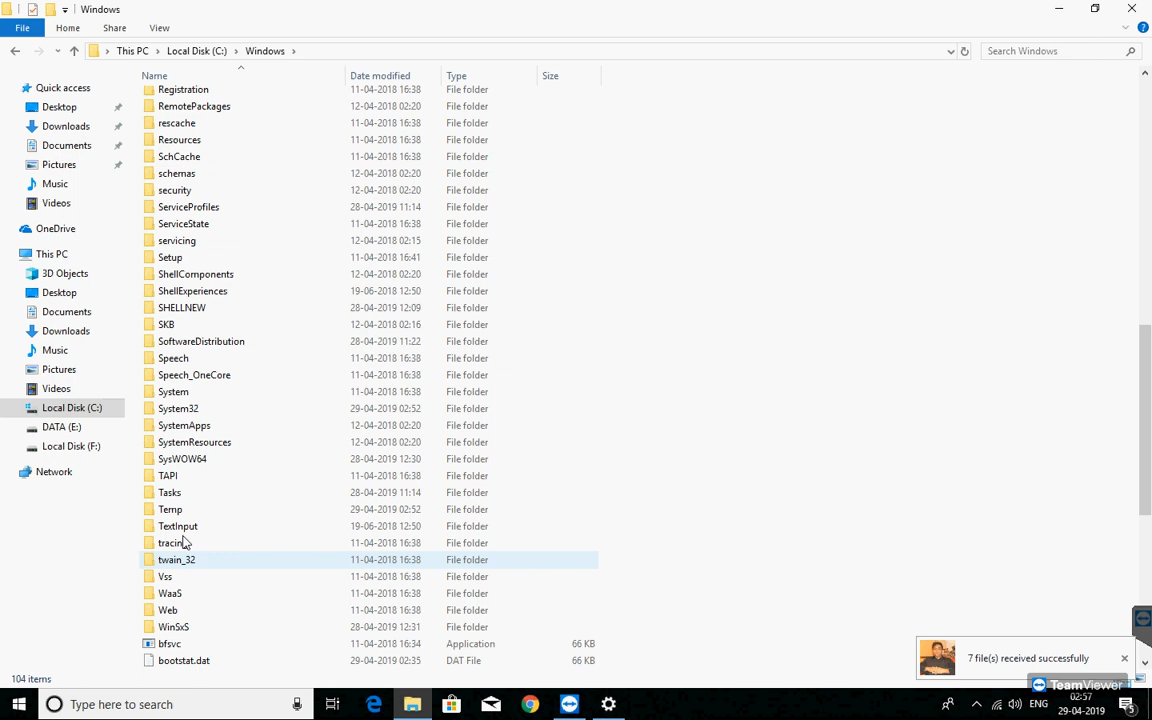 Windows
File Home Share View
This PC Local Disk (C:) Windows Search Windows
Name Date modified Type Size
Quick access
Desktop
Downloads
Documents
Pictures
Music
Videos
OneDrive
This PC
3D Objects
Desktop
Documents
Downloads
Music
Pictures
Videos
Local Disk (C:)
DATA (E:)
Local Disk (F:)
Network
Registration 11-04-2018 16:38 File folder
RemotePackages 12-04-2018 02:20 File folder
rescache 11-04-2018 16:38 File folder
Resources 11-04-2018 16:38 File folder
SchCache 11-04-2018 16:38 File folder
schemas 12-04-2018 02:20 File folder
security 12-04-2018 02:20 File folder
ServiceProfiles 28-04-2019 11:14 File folder
ServiceState 11-04-2018 16:38 File folder
servicing 12-04-2018 02:15 File folder
Setup 11-04-2018 16:41 File folder
ShellComponents 12-04-2018 02:20 File folder
ShellExperiences 19-06-2018 12:50 File folder
SHELLNEW 28-04-2019 12:09 File folder
SKB 12-04-2018 02:16 File folder
SoftwareDistribution 28-04-2019 11:22 File folder
Speech 11-04-2018 16:38 File folder
Speech_OneCore 11-04-2018 16:38 File folder
System 11-04-2018 16:38 File folder
System32 29-04-2019 02:52 File folder
SystemApps 12-04-2018 02:20 File folder
SystemResources 12-04-2018 02:20 File folder
SysWOW64 28-04-2019 12:30 File folder
TAPI 11-04-2018 16:38 File folder
Tasks 28-04-2019 11:14 File folder
Temp 29-04-2019 02:52 File folder
TextInput 19-06-2018 12:50 File folder
tracin 11-04-2018 16:38 File folder
twain_32 11-04-2018 16:38 File folder
Vss 11-04-2018 16:38 File folder
WaaS 11-04-2018 16:38 File folder
Web 11-04-2018 16:38 File folder
WinSxS 28-04-2019 12:31 File folder
bfsvc 11-04-2018 16:34 Application 66 KB
bootstat.dat 29-04-2019 02:35 DAT File 66 KB
7 file(s) received successfully
104 items
TeamViewer
Type here to search
ENG
02:57
29-04-2019
5